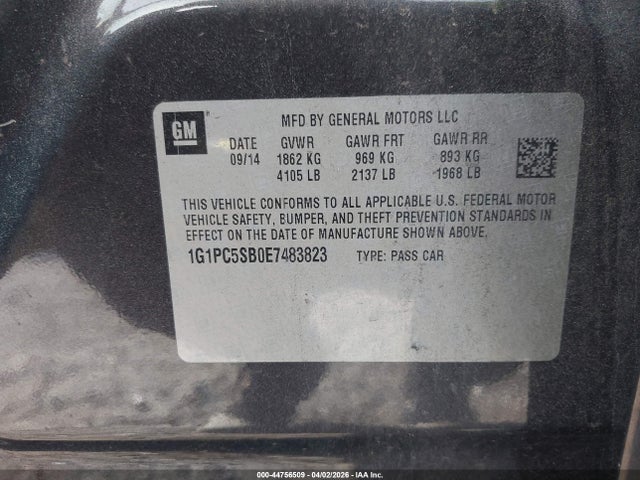 GM
MFD BY GENERAL MOTORS LLC
DATE GVWR GAWR FRT GAWR RR
09/14 1862 KG 969 KG 893 KG
4105 LB 2137 LB 1968 LB
THIS VEHICLE CONFORMS TO ALL APPLICABLE U.S. FEDERAL MOTOR
VEHICLE SAFETY, BUMPER, AND THEFT PREVENTION STANDARDS IN
EFFECT ON THE DATE OF MANUFACTURE SHOWN ABOVE.
1G1PC5SB0E7483823 TYPE: PASS CAR
000-44756509 - 04/02/2026 - IAA Inc.